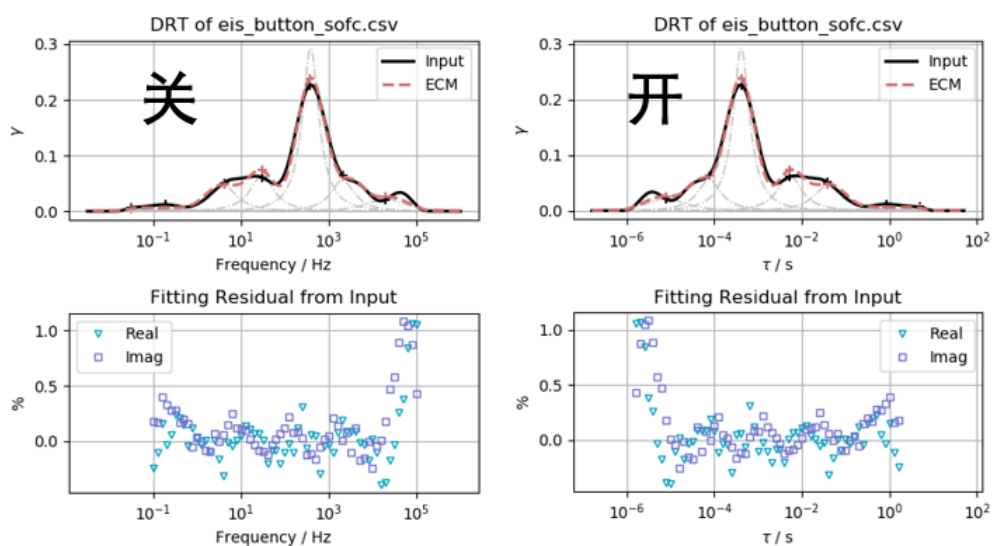 DRT of eis_button_sofc.csv
0.3
0.2
0.1
0.0
γ
关
Input
ECM
10⁻¹
10¹
10³
10⁵
Frequency / Hz
DRT of eis_button_sofc.csv
0.3
0.2
0.1
0.0
γ
开
Input
ECM
10⁻⁶
10⁻⁴
10⁻²
10⁰
10²
τ / s
Fitting Residual from Input
1.0
0.5
0.0
%
Real
Imag
10⁻¹
10¹
10³
10⁵
Frequency / Hz
Fitting Residual from Input
1.0
0.5
0.0
%
Real
Imag
10⁻⁶
10⁻⁴
10⁻²
10⁰
10²
τ / s